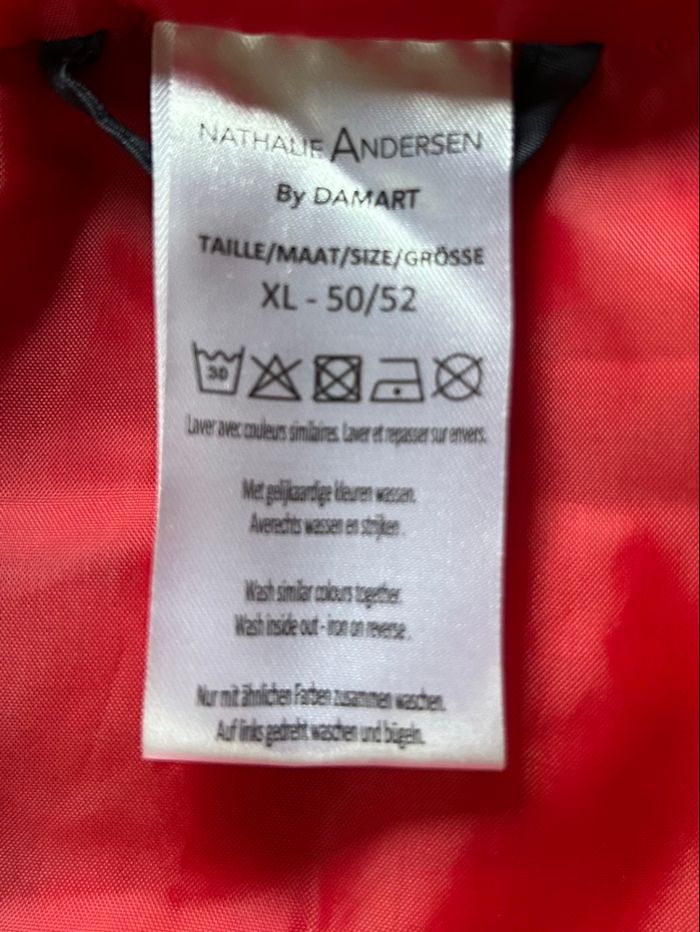 NATHALIE ANDERSEN
By DAMART
TAILLE/MAAT/SIZE/GRÖSSE
XL - 50/52
30
Laver avec couleurs similaires. Laver et repasser sur envers.
Met gelijkaardige kleuren wassen.
Averechts wassen en strijken.
Wash similar colours together.
Wash inside out - iron on reverse.
Nur mit ähnlichen Farben zusammen waschen.
Auf links gedreht waschen und bügeln.